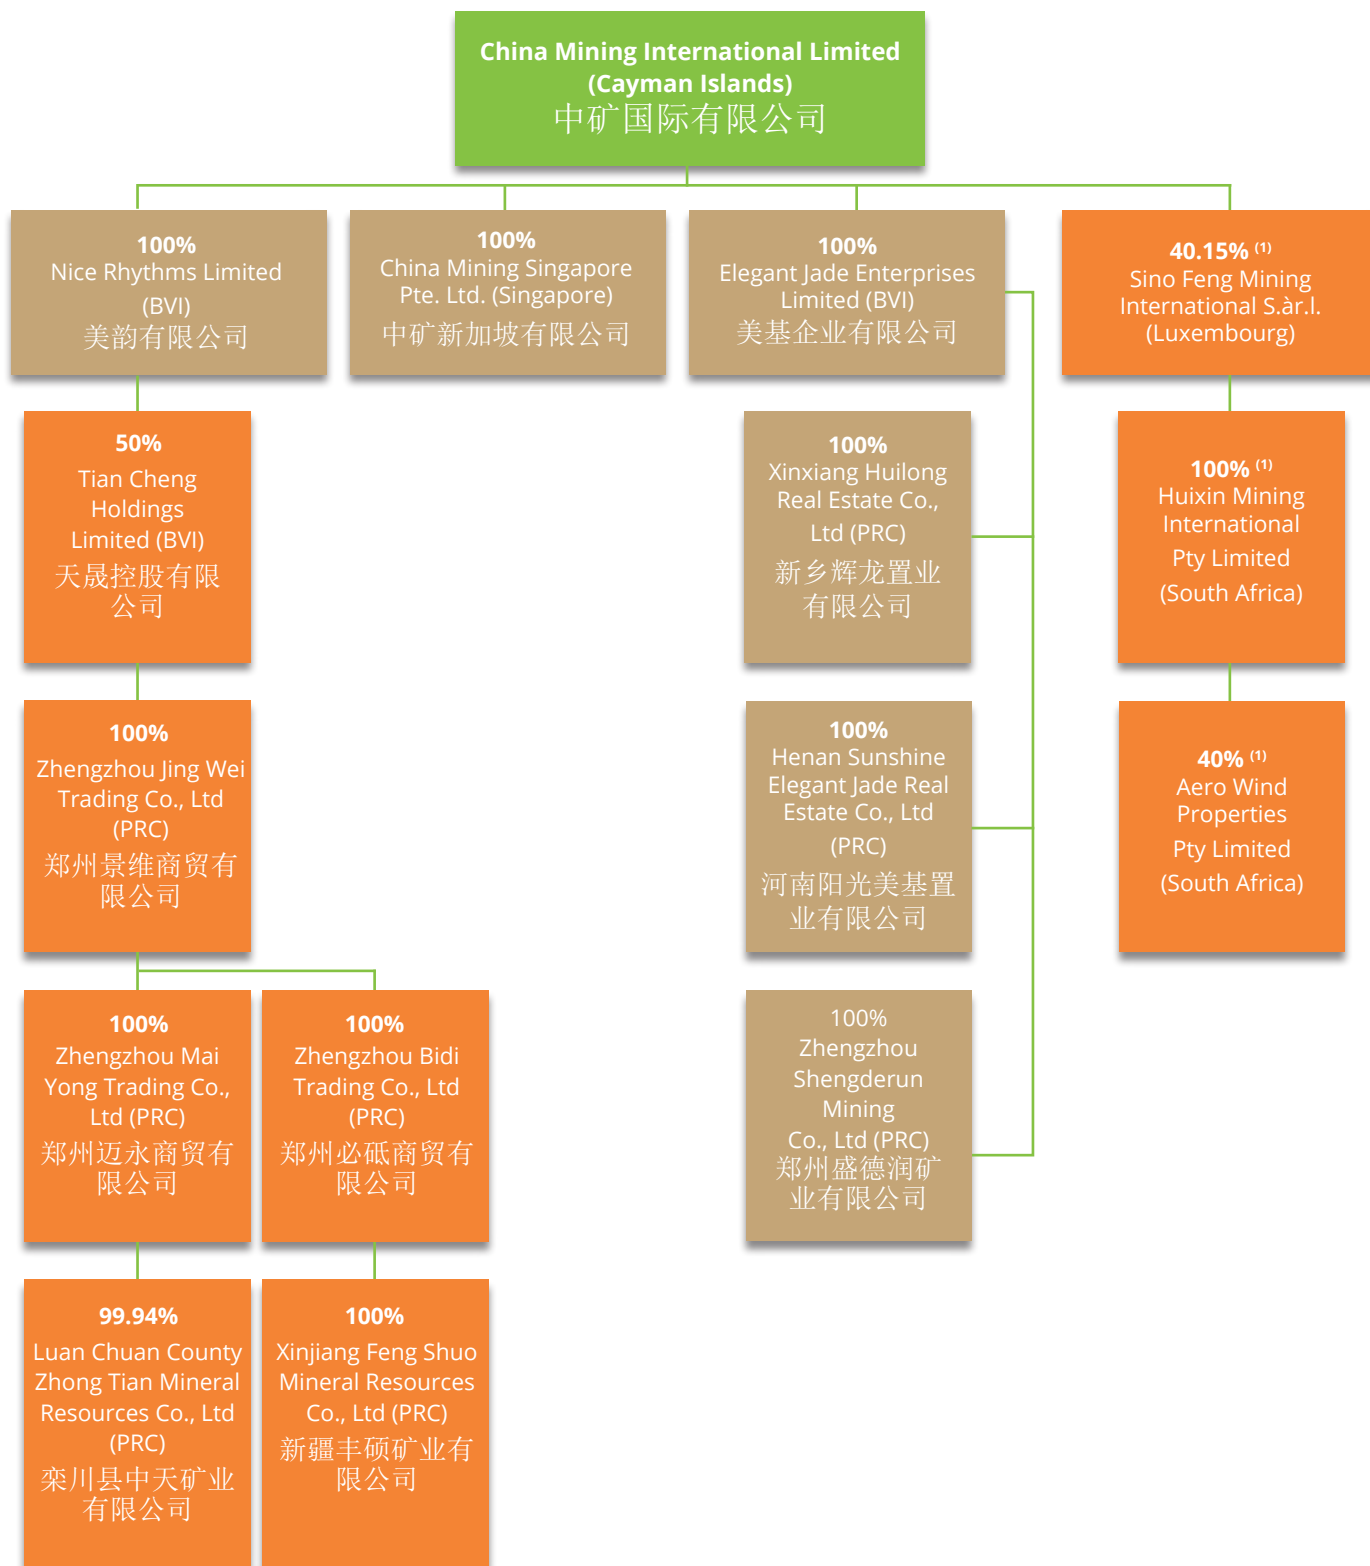 China Mining International Limited
(Cayman Islands)
中矿国际有限公司
100%
Nice Rhythms Limited
(BVI)
美韵有限公司
100%
China Mining Singapore
Pte. Ltd. (Singapore)
中矿新加坡有限公司
100%
Elegant Jade Enterprises
Limited (BVI)
美基企业有限公司
40.15% (1)
Sino Feng Mining
International S.àr.l.
(Luxembourg)
50%
Tian Cheng
Holdings
Limited (BVI)
天晟控股有限
公司
100%
Xinxiang Huilong
Real Estate Co.,
Ltd (PRC)
新乡辉龙置业
有限公司
100% (1)
Huixin Mining
International
Pty Limited
(South Africa)
100%
Zhengzhou Jing Wei
Trading Co., Ltd
(PRC)
郑州景维商贸有
限公司
100%
Henan Sunshine
Elegant Jade Real
Estate Co., Ltd
(PRC)
河南阳光美基置
业有限公司
40% (1)
Aero Wind
Properties
Pty Limited
(South Africa)
100%
Zhengzhou Mai
Yong Trading Co.,
Ltd (PRC)
郑州迈永商贸有
限公司
100%
Zhengzhou Bidi
Trading Co., Ltd
(PRC)
郑州必砥商贸有
限公司
100%
Zhengzhou
Shengderun
Mining
Co., Ltd (PRC)
郑州盛德润矿
业有限公司
99.94%
Luan Chuan County
Zhong Tian Mineral
Resources Co., Ltd
(PRC)
栾川县中天矿业
有限公司
100%
Xinjiang Feng Shuo
Mineral Resources
Co., Ltd (PRC)
新疆丰硕矿业有
限公司